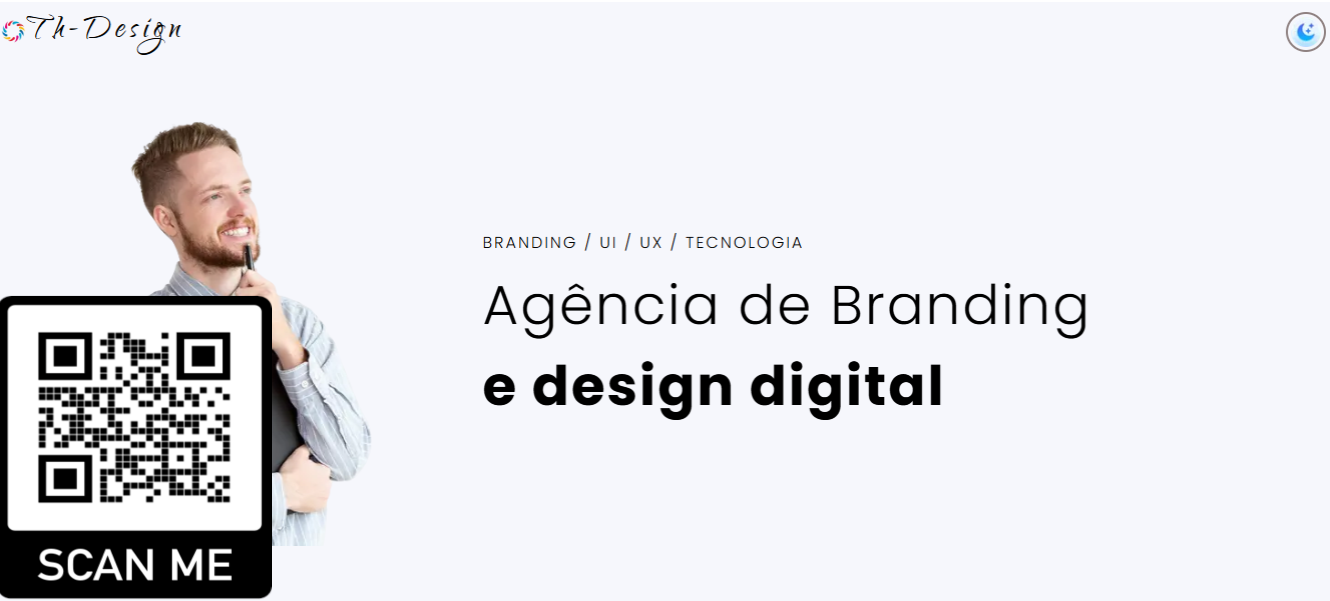 Th-Design
BRANDING / UI / UX / TECNOLOGIA
Agência de Branding
e design digital
SCAN ME